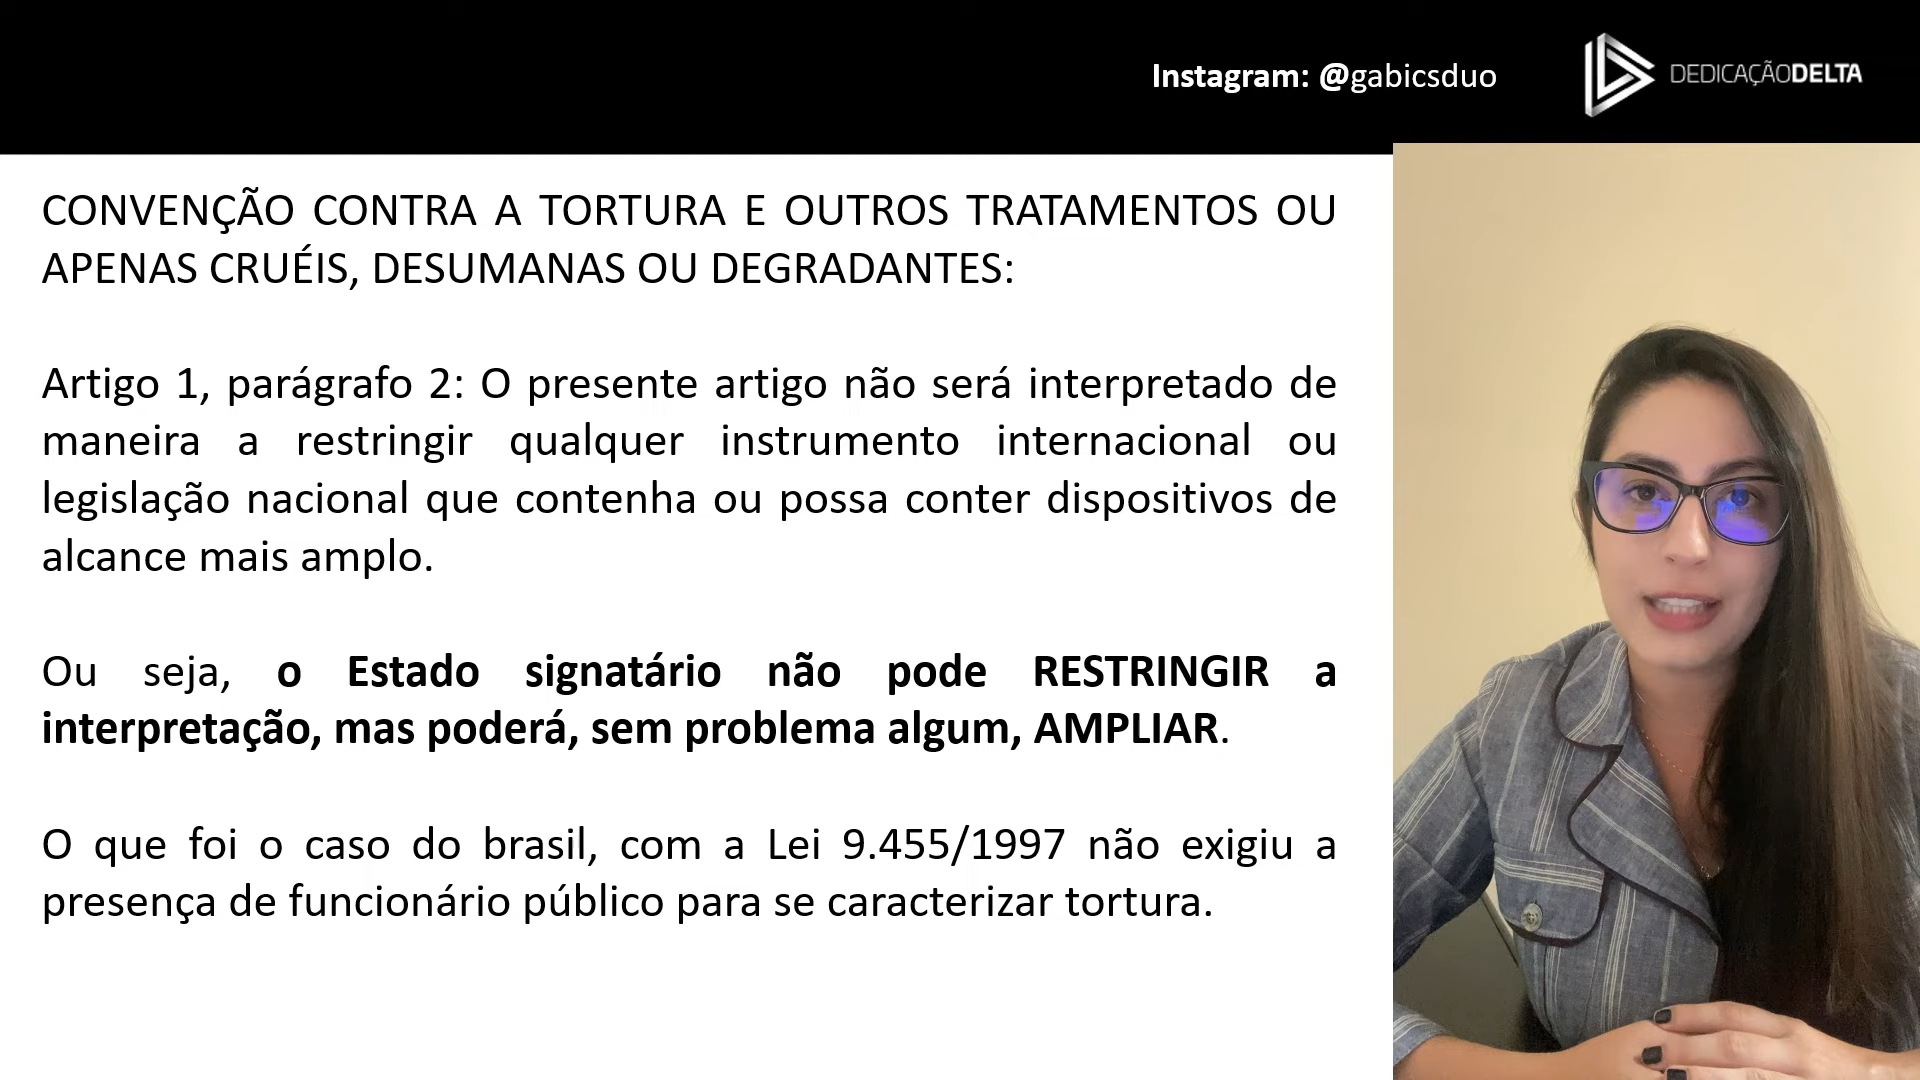 Instagram: @gabicsduo
DEDICAÇÃODELTA
CONVENÇÃO CONTRA A TORTURA E OUTROS TRATAMENTOS OU
APENAS CRUÉIS, DESUMANAS OU DEGRADANTES:
Artigo 1, parágrafo 2: O presente artigo não será interpretado de
maneira a restringir qualquer instrumento internacional ou
legislação nacional que contenha ou possa conter dispositivos de
alcance mais amplo.
Ou seja, o Estado signatário não pode RESTRINGIR a
interpretação, mas poderá, sem problema algum, AMPLIAR.
O que foi o caso do brasil, com a Lei 9.455/1997 não exigiu a
presença de funcionário público para se caracterizar tortura.